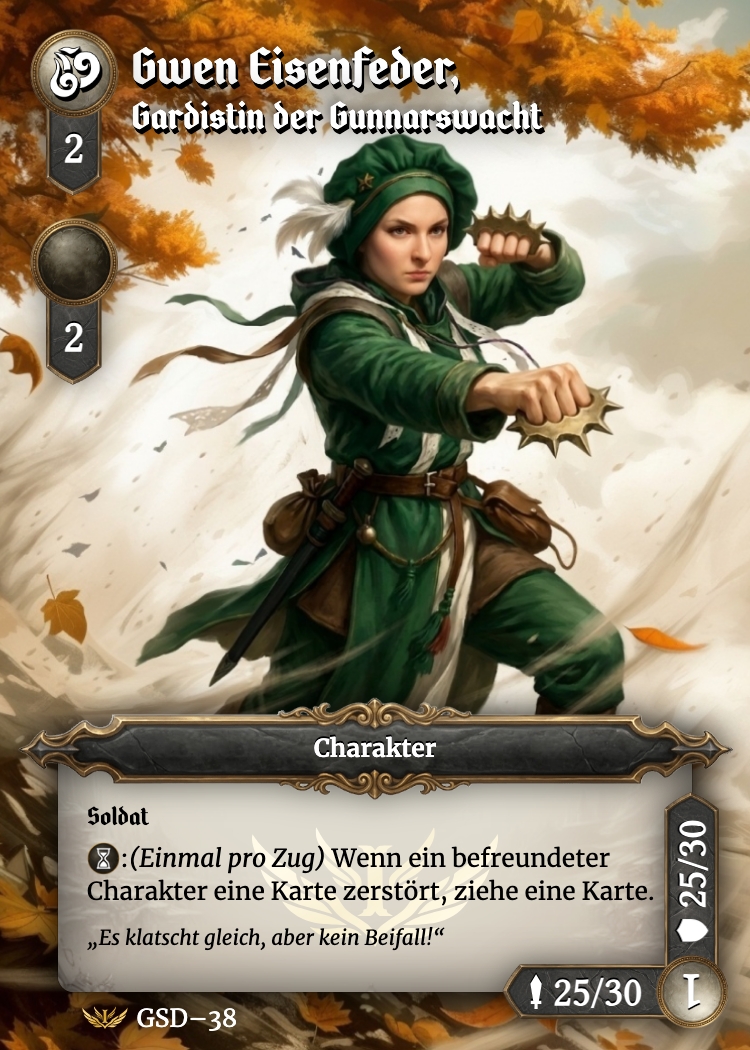 Gwen Eisenfeder,
Gardistin der Gunnarswacht
2
2
Charakter
Soldat
:(Einmal pro Zug) Wenn ein befreundeter
Charakter eine Karte zerstört, ziehe eine Karte.
„Es klatscht gleich, aber kein Beifall!“
25/30
25/30
1
GSD–38